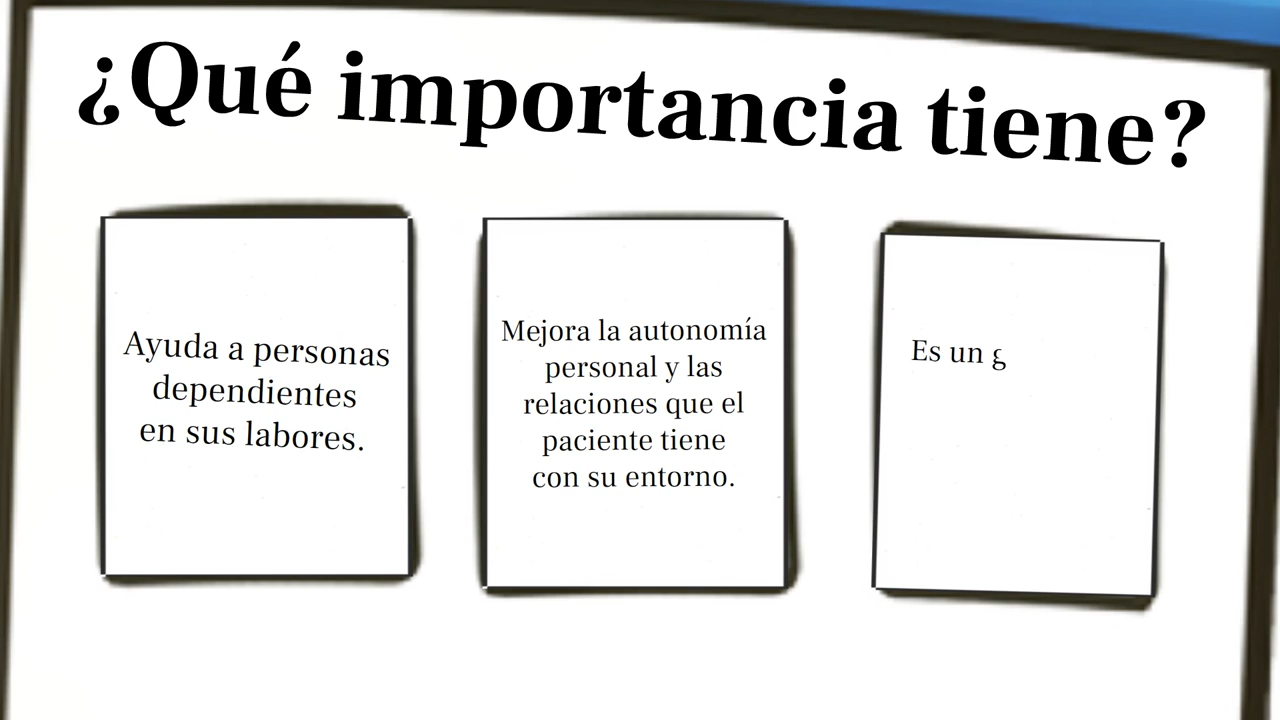 ¿Qué importancia tiene?
Ayuda a personas
dependientes
en sus labores.
Mejora la autonomía
personal y las
relaciones que el
paciente tiene
con su entorno.
Es un g